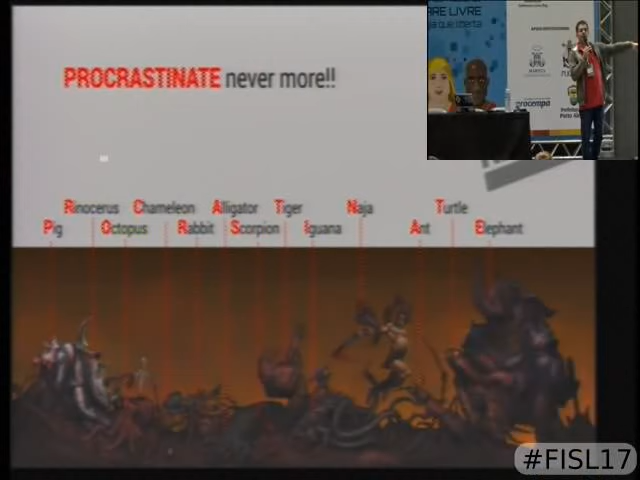 PROCRASTINATE never more!!
ARE LIVRE
Rinocerus Chameleon Alligator Tiger Naja Turtle
Pig Octopus Rabbit Scorpion Iguana Ant Elephant
procempa
#FISL17